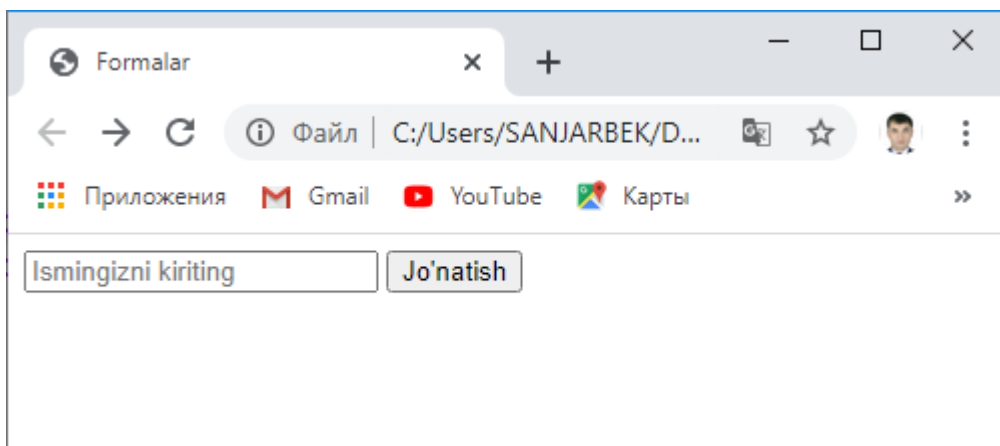 Formalar
Файл C:/Users/SANJARBEK/D...
Приложения Gmail YouTube Карты
Ismingizni kiriting Jo'natish